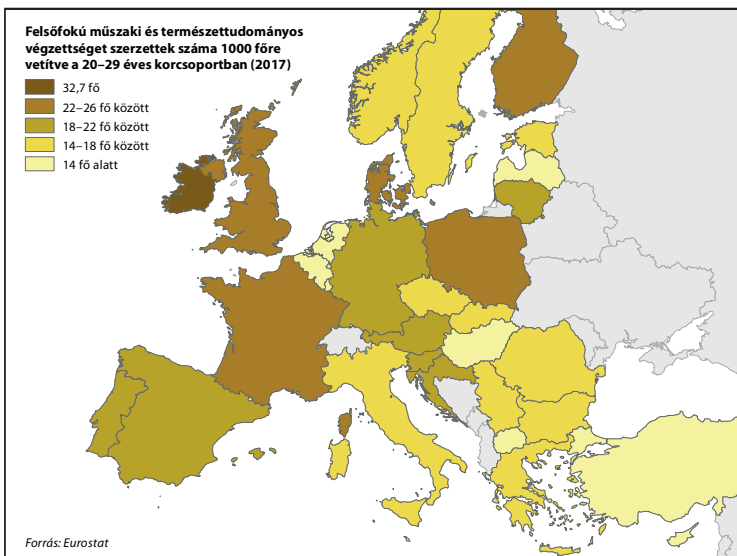 Felsőfokú műszaki és természettudományos
végzettséget szerzettek száma 1000 főre
vetítve a 20–29 éves korcsoportban (2017)
32,7 fő
22–26 fő között
18–22 fő között
14–18 fő között
14 fő alatt
Forrás: Eurostat